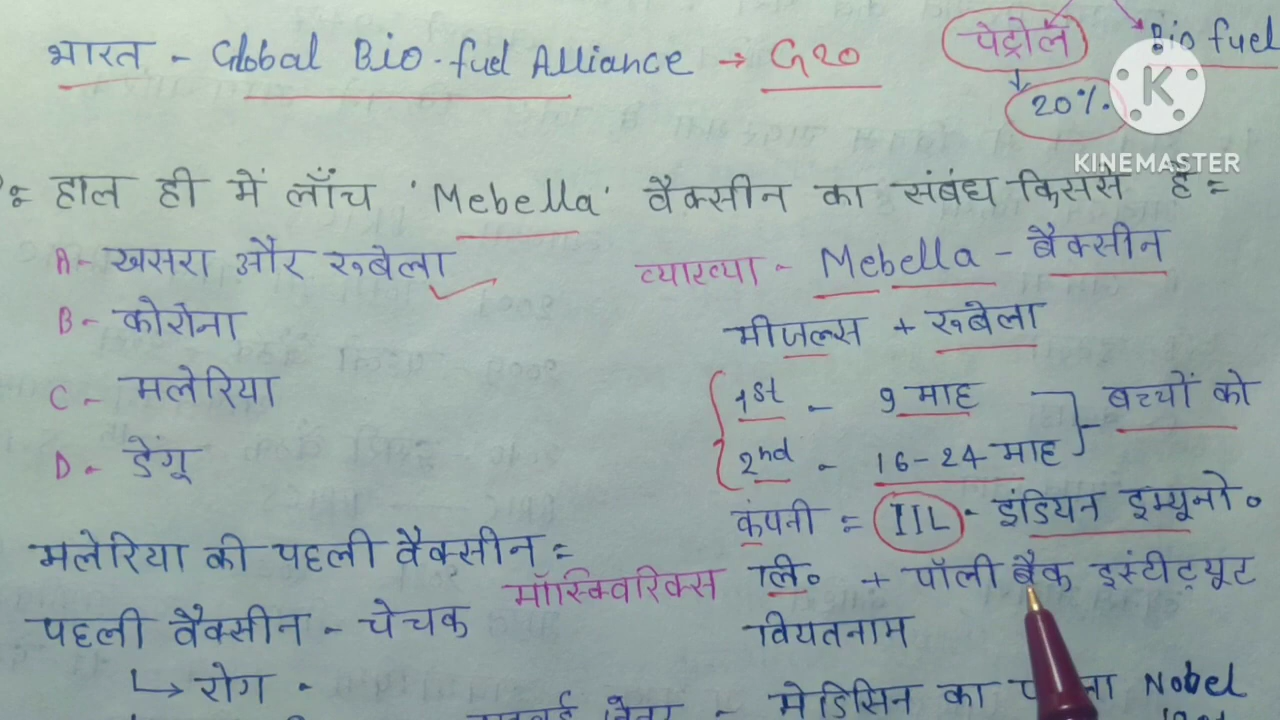 पेट्रोल Bio fuel
भारत - Global Bio-fuel Alliance → G20
20%
KINEMASTER
हाल ही में लाँच 'Mebella' वैक्सीन का संबंध किससे है =
A- खसरा और रुबेला
B- कोरोना
C- मलेरिया
D- डेंगू
व्याख्या - Mebella - बैक्सीन
मीजल्स + रुबेला
1st - 9 माह
2nd - 16-24 माह - बच्चों को
कंपनी = IIL - इंडियन इम्यूनो॰
लि॰ + पॉली बैक इंस्टीट्यूट
वियतनाम
मलेरिया की पहली वैक्सीन =
मॉस्क्विरिक्स
पहली वैक्सीन - चेचक
↳ रोग -
मेडिसिन का Nobel